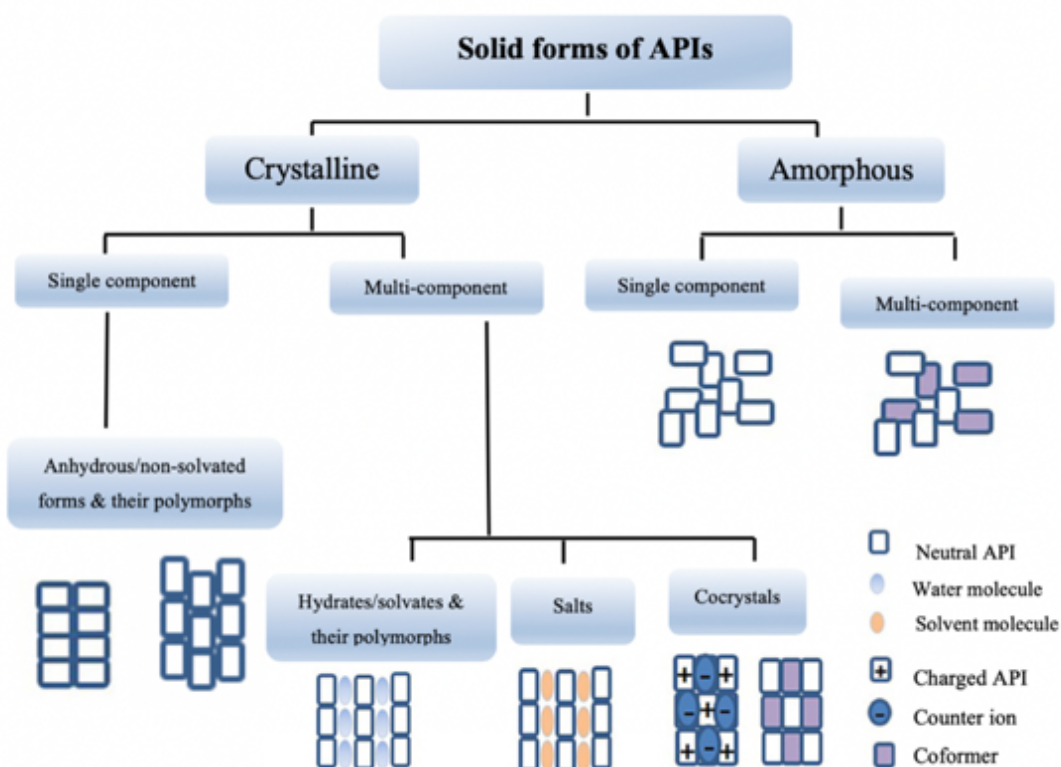 Solid forms of APIs
Crystalline
Amorphous
Single component
Multi-component
Single component
Multi-component
Anhydrous/non-solvated
forms & their polymorphs
Hydrates/solvates &
their polymorphs
Salts
Cocrystals
+ - +
- + -
+ - +
Neutral API
Water molecule
Solvent molecule
+ Charged API
- Counter ion
Coformer